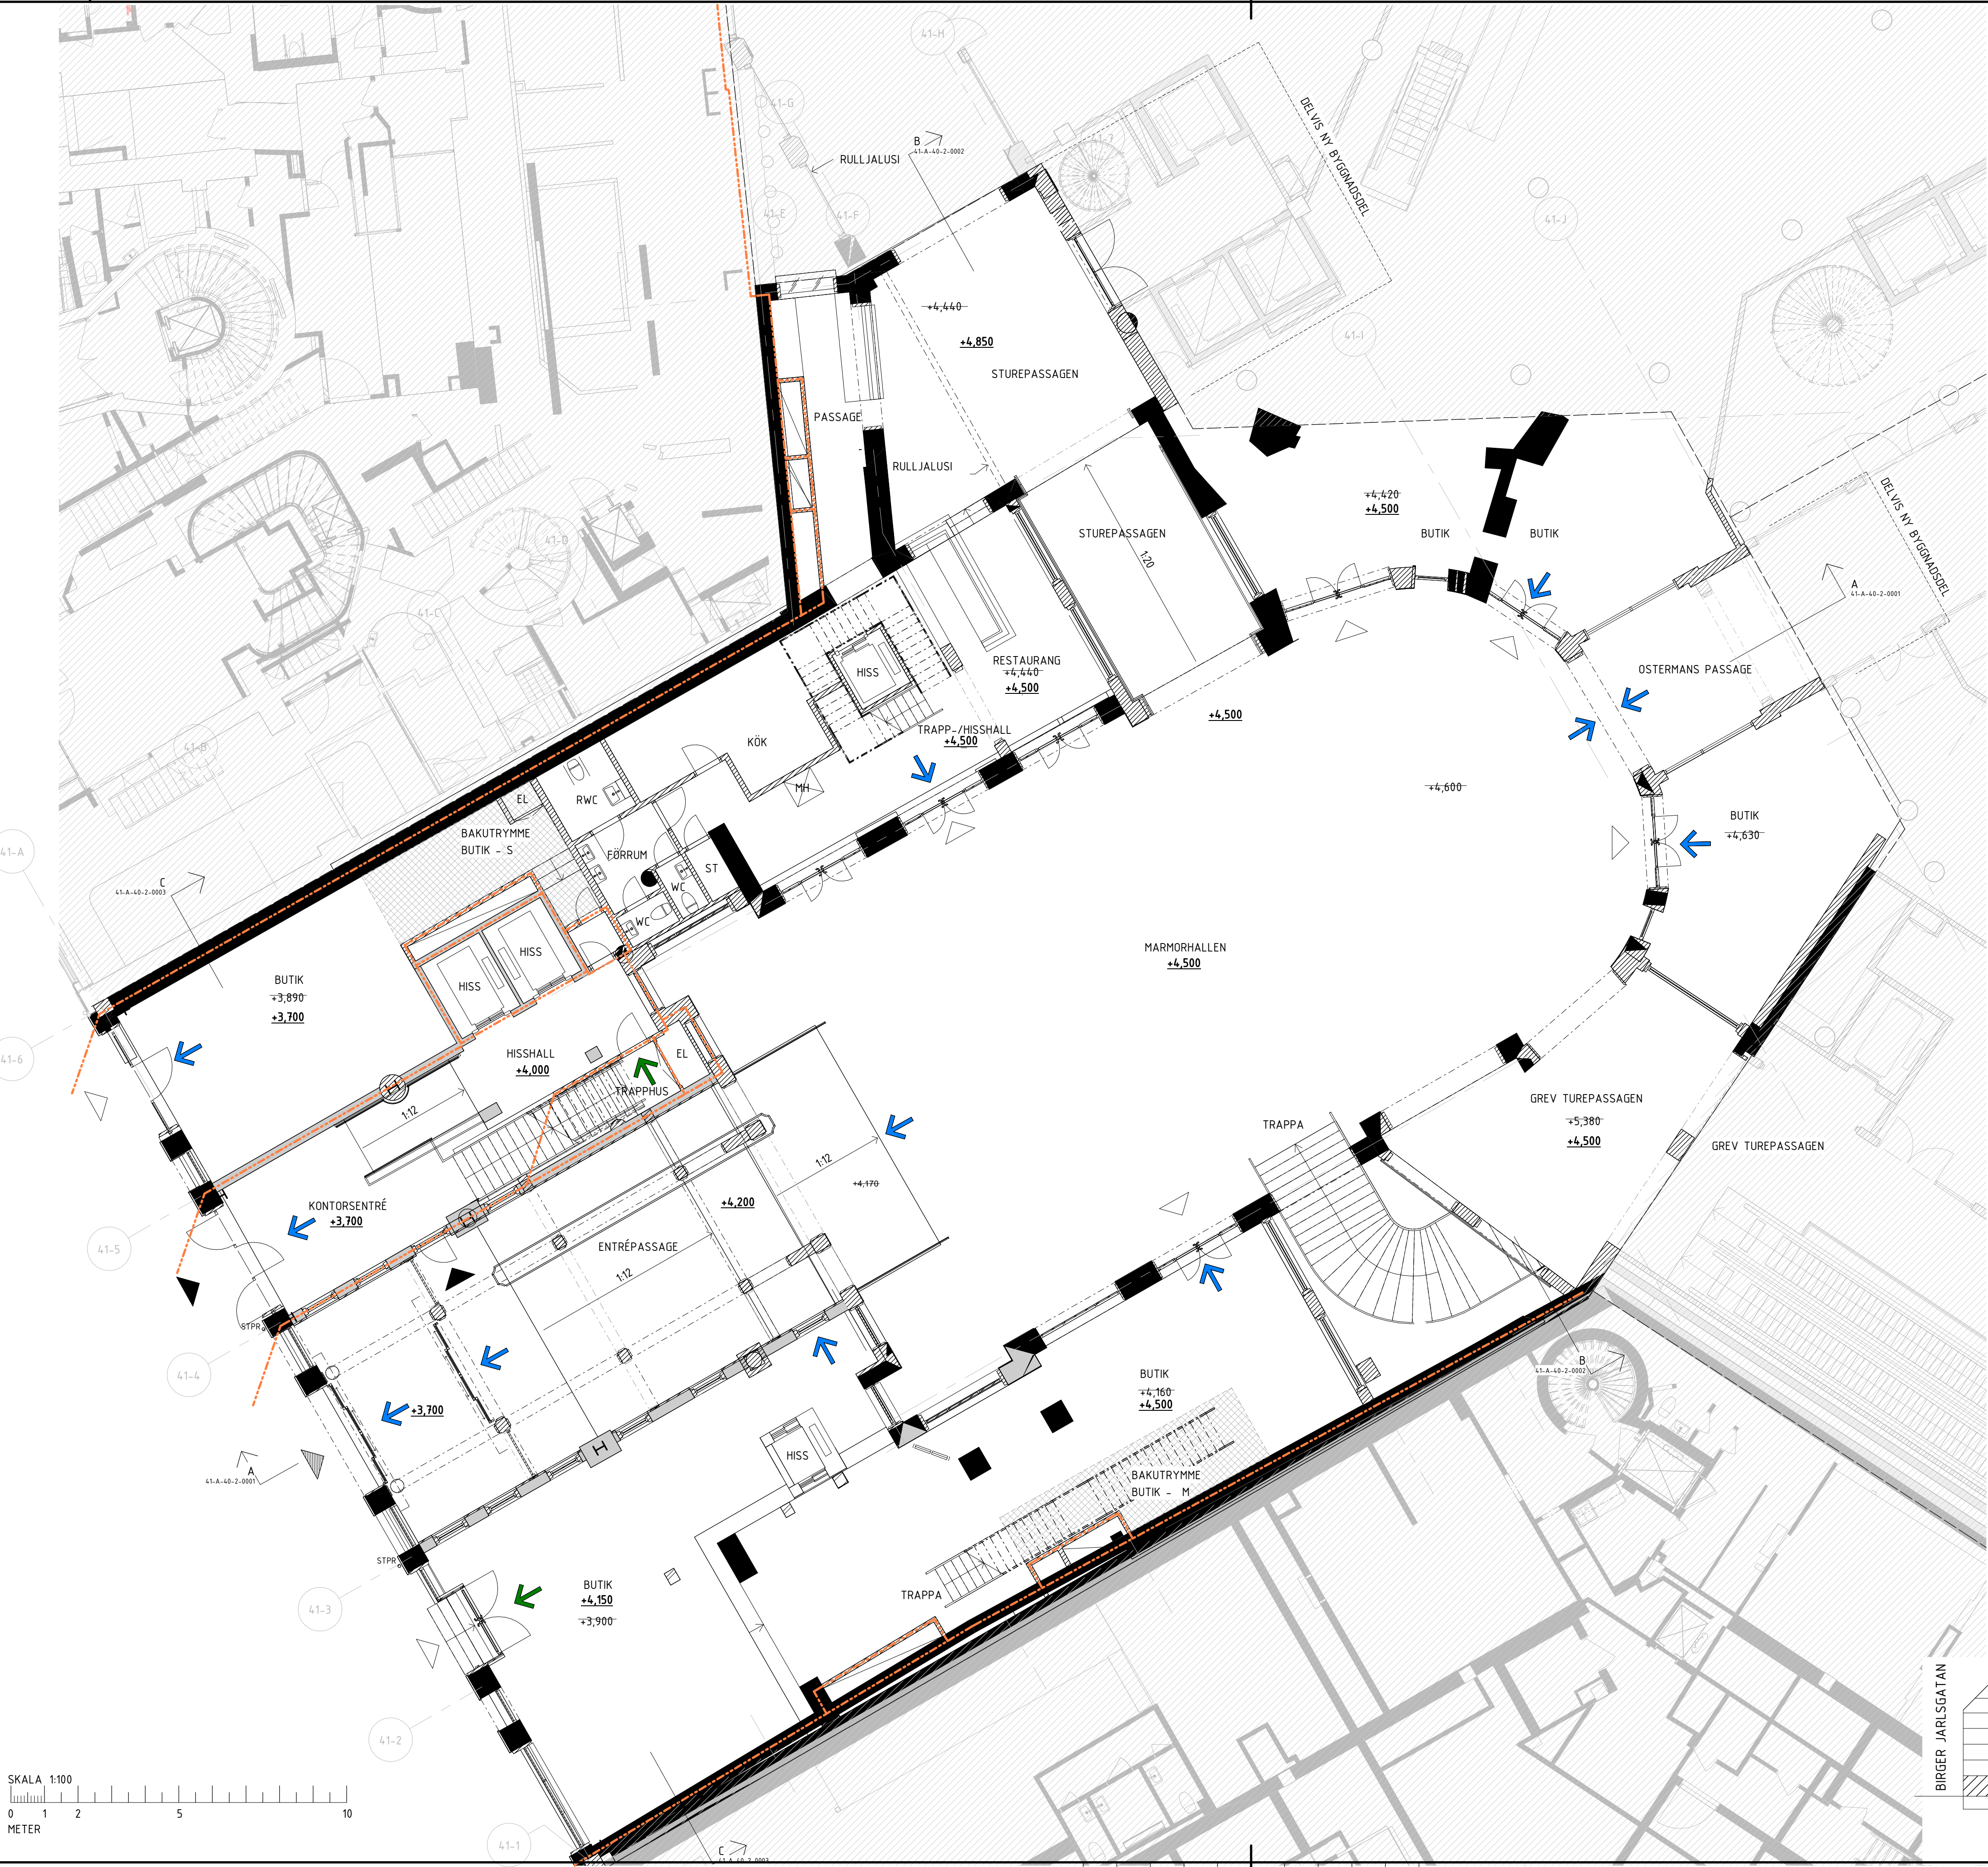 41-H
41-G
DELVIS NY BYGGNADSDEL
B
41-A-40-2-0002
RULLJALUSI
41-7
41-E
41-F
41-J
+4,440
+4,850
41-I
STUREPASSAGEN
PASSAGE
RULLJALUSI
DELVIS NY BYGGNADSDEL
+4,420
+4,500
STUREPASSAGEN
BUTIK
BUTIK
41-D
1:20
A
41-A-40-2-0001
41-C
RESTAURANG
+4,440
+4,500
HISS
OSTERMANS PASSAGE
+4,500
TRAPP-/HISSHALL
+4,500
KÖK
41-B
MH
+4,600
EL
RWC
BUTIK
+4,630
BAKUTRYMME
BUTIK - S
41-A
FÖRRUM
ST
WC
C
41-A-40-2-0003
WC
MARMORHALLEN
+4,500
HISS
BUTIK
+3,890
+3,700
HISS
HISSHALL
+4,000
EL
41-6
TRAPPHUS
GREV TUREPASSAGEN
+5,380
+4,500
1:12
TRAPPA
GREV TUREPASSAGEN
1:12
+4,170
KONTORSENTRÉ
+3,700
+4,200
41-5
ENTRÉPASSAGE
1:12
STPR
41-4
B
41-A-40-2-0002
BUTIK
+4,160
+4,500
+3,700
HISS
A
41-A-40-2-0001
BAKUTRYMME
BUTIK - M
STPR
BUTIK
+4,150
+3,900
TRAPPA
41-3
41-2
BIRGER JARLSGATAN
SKALA 1:100
0 1 2 5 10
METER
41-1
C
41-A-40-2-0003